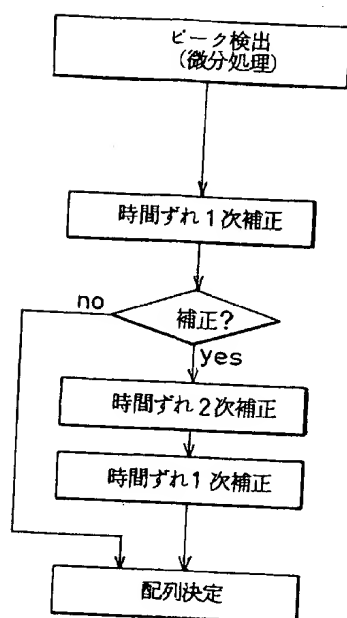 ピーク検出
(微分処理)
時間ずれ1次補正
補正?
no
yes
時間ずれ2次補正
時間ずれ1次補正
配列決定